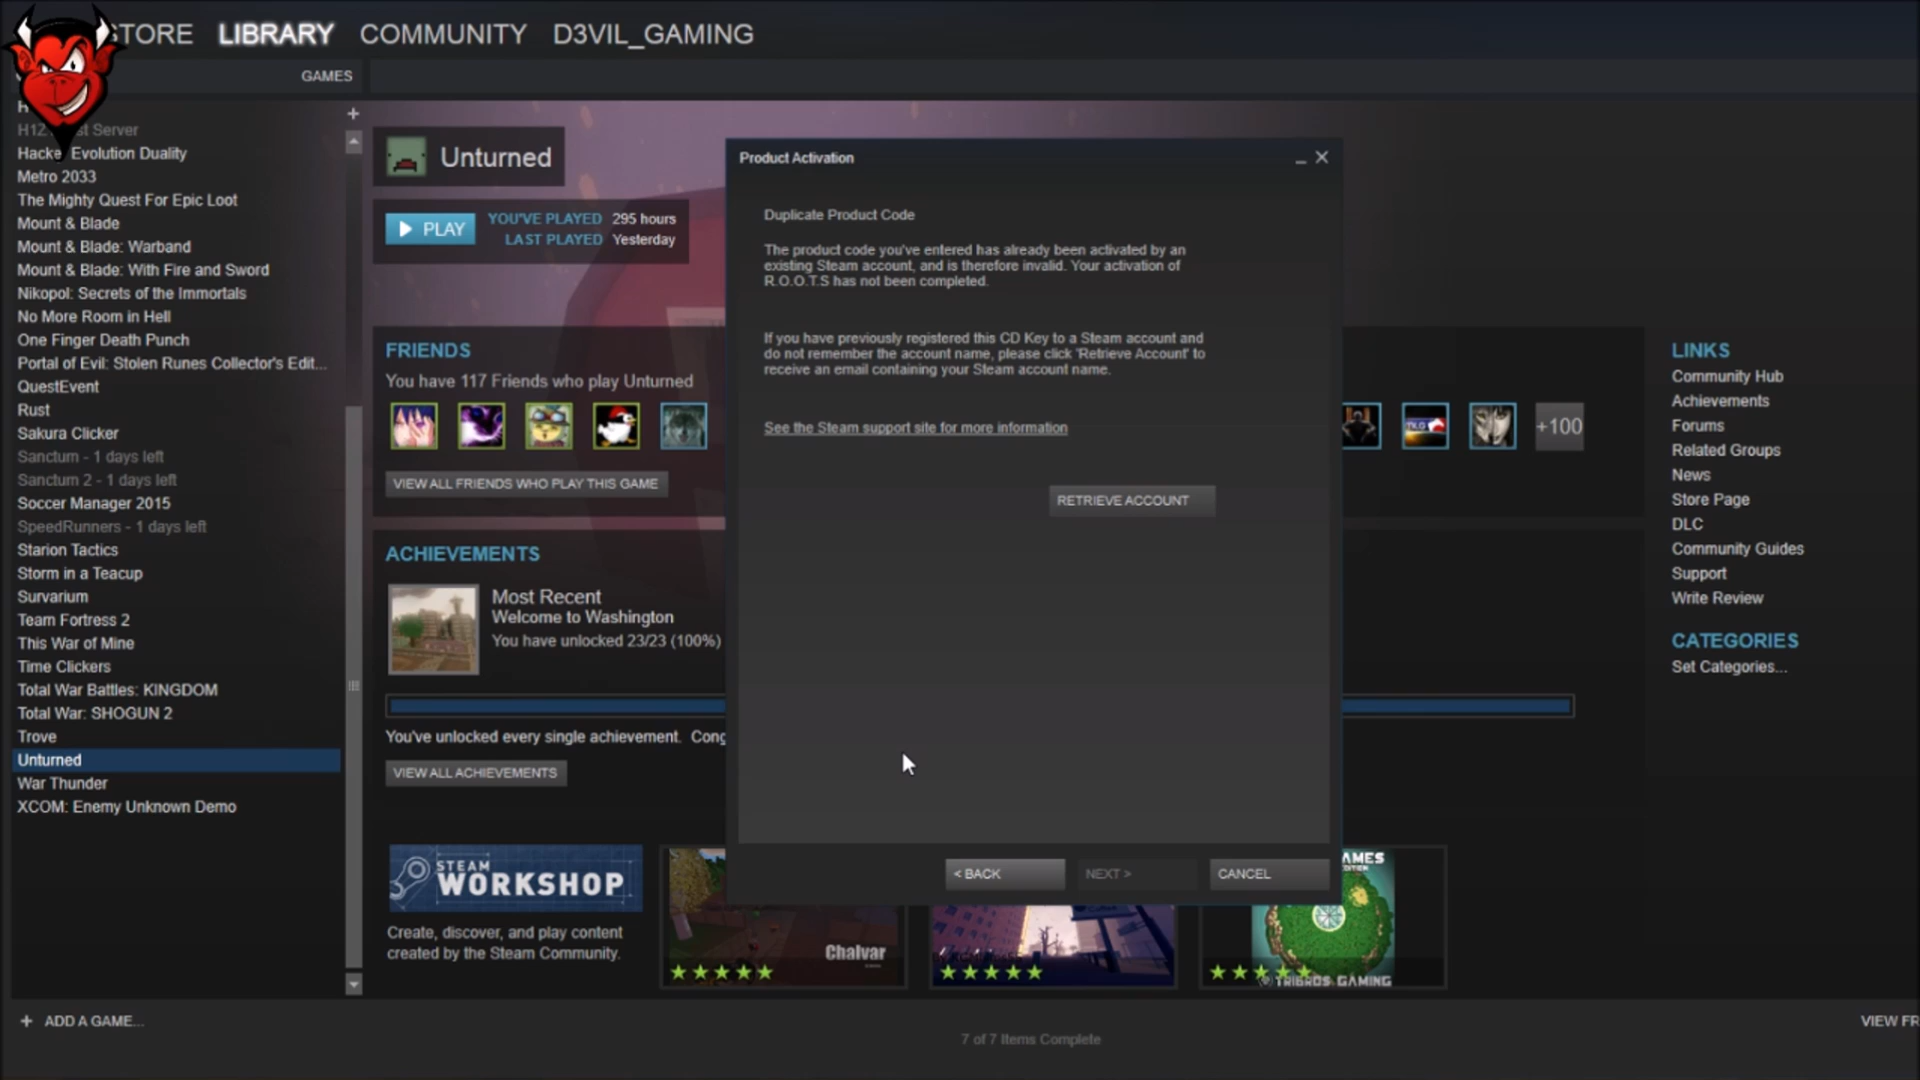 STORE LIBRARY COMMUNITY D3VIL_GAMING
GAMES
Hacke Evolution Duality
Metro 2033
The Mighty Quest For Epic Loot
Mount & Blade
Mount & Blade: Warband
Mount & Blade: With Fire and Sword
Nikopol: Secrets of the Immortals
No More Room in Hell
One Finger Death Punch
Portal of Evil: Stolen Runes Collector's Edit...
QuestEvent
Rust
Sakura Clicker
Sanctum - 1 days left
Sanctum 2 - 1 days left
Soccer Manager 2015
SpeedRunners - 1 days left
Starion Tactics
Storm in a Teacup
Survarium
Team Fortress 2
This War of Mine
Time Clickers
Total War Battles: KINGDOM
Total War: SHOGUN 2
Trove
Unturned
War Thunder
XCOM: Enemy Unknown Demo
+ ADD A GAME...
Unturned
PLAY
YOU'VE PLAYED 295 hours
LAST PLAYED Yesterday
FRIENDS
You have 117 Friends who play Unturned
+100
VIEW ALL FRIENDS WHO PLAY THIS GAME
ACHIEVEMENTS
Most Recent
Welcome to Washington
You have unlocked 23/23 (100%)
You've unlocked every single achievement. Cong
VIEW ALL ACHIEVEMENTS
STEAM
WORKSHOP
Create, discover, and play content
created by the Steam Community.
Chalvar
AMES
TRIBROS GAMING
Product Activation
Duplicate Product Code
The product code you've entered has already been activated by an
existing Steam account, and is therefore invalid. Your activation of
R.O.O.T.S has not been completed.
If you have previously registered this CD Key to a Steam account and
do not remember the account name, please click 'Retrieve Account' to
receive an email containing your Steam account name.
See the Steam support site for more information
RETRIEVE ACCOUNT
< BACK
NEXT >
CANCEL
LINKS
Community Hub
Achievements
Forums
Related Groups
News
Store Page
DLC
Community Guides
Support
Write Review
CATEGORIES
Set Categories...
7 of 7 Items Complete
VIEW FR